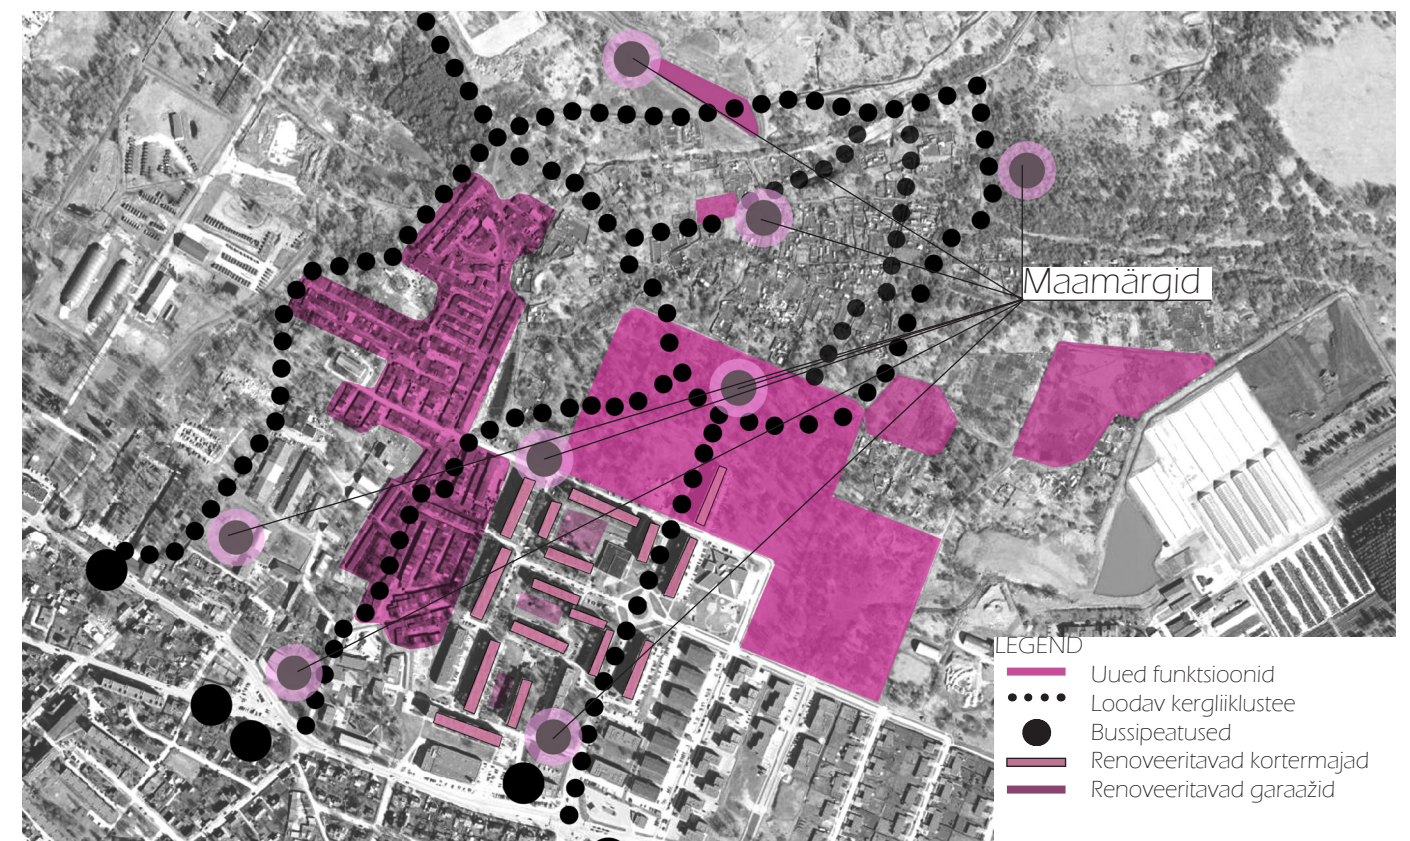 Maamärgid
LEGEND
Uued funktsioonid
Loodav kergliiklustee
Bussipeatused
Renoveeritavad kortermajad
Renoveeritavad garaažid